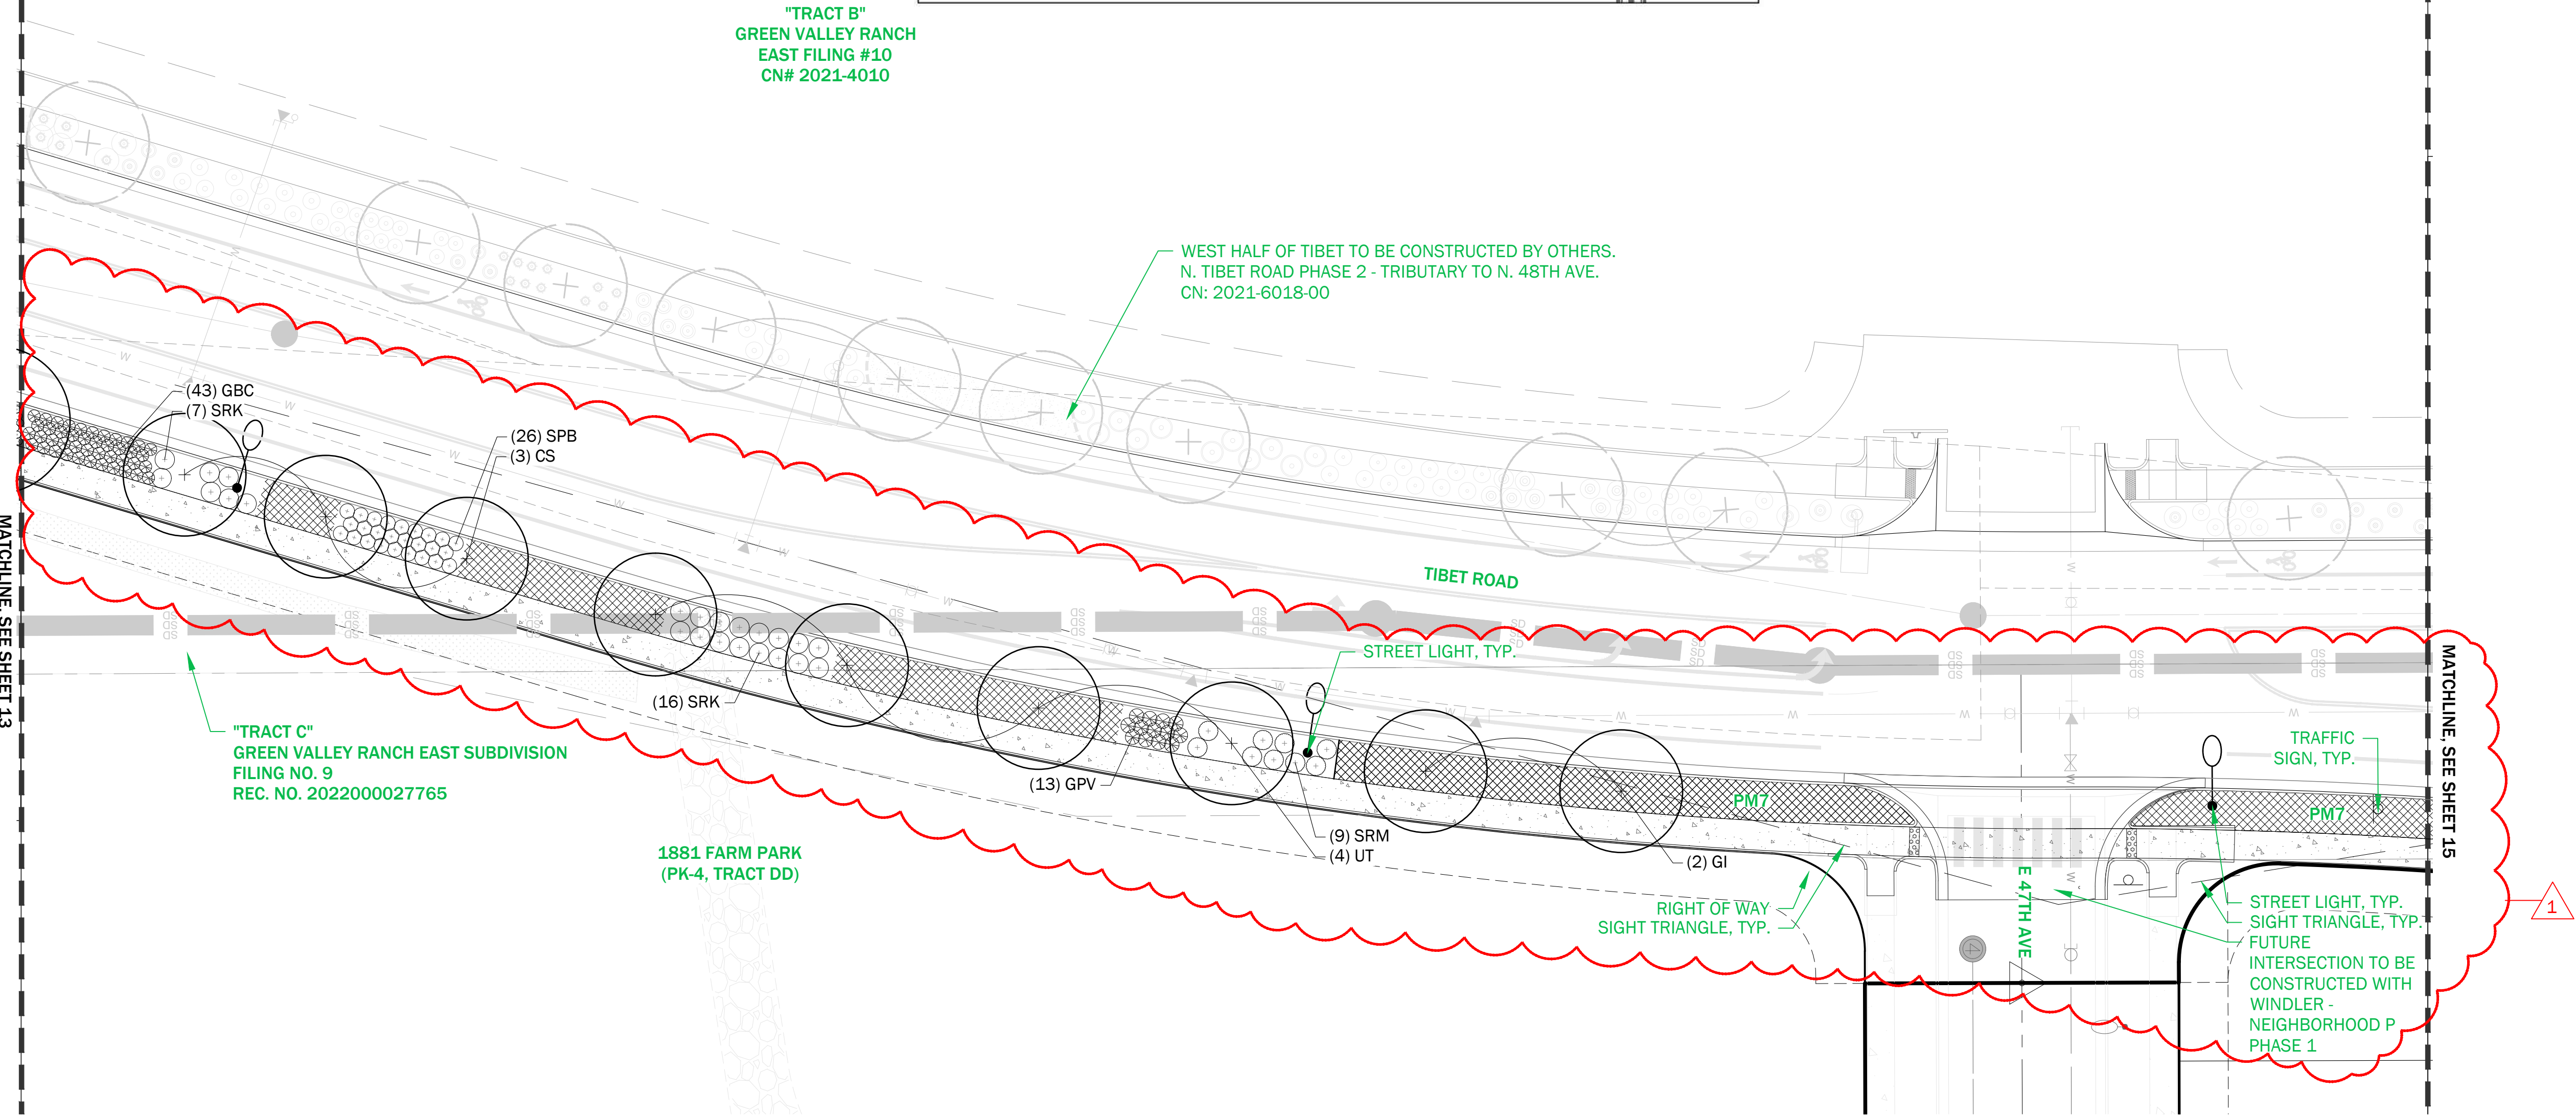 "TRACT B"
GREEN VALLEY RANCH
EAST FILING #10
CN# 2021-4010
WEST HALF OF TIBET TO BE CONSTRUCTED BY OTHERS.
N. TIBET ROAD PHASE 2 - TRIBUTARY TO N. 48TH AVE.
CN: 2021-6018-00
(43) GBC
(7) SRK
(26) SPB
(3) CS
TIBET ROAD
STREET LIGHT, TYP.
(16) SRK
(13) GPV
(9) SRM
(4) UT
(2) GI
PM7
PM7
TRAFFIC
SIGN, TYP.
"TRACT C"
GREEN VALLEY RANCH EAST SUBDIVISION
FILING NO. 9
REC. NO. 2022000027765
1881 FARM PARK
(PK-4, TRACT DD)
RIGHT OF WAY
SIGHT TRIANGLE, TYP.
E 47TH AVE
STREET LIGHT, TYP.
SIGHT TRIANGLE, TYP.
FUTURE
INTERSECTION TO BE
CONSTRUCTED WITH
WINDLER -
NEIGHBORHOOD P
PHASE 1
MATCHLINE, SEE SHEET 13
MATCHLINE, SEE SHEET 15
1